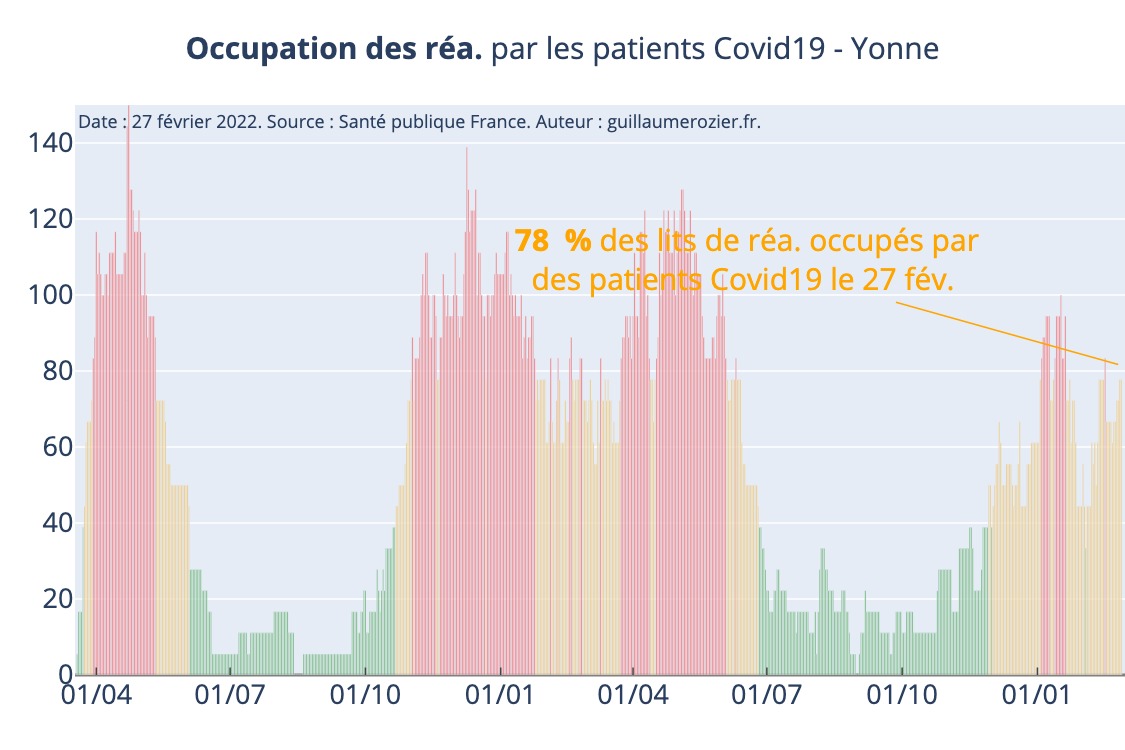 Occupation des réa. par les patients Covid19 - Yonne
Date : 27 février 2022. Source : Santé publique France. Auteur : guillaumerozier.fr.
140
120
78 % des lits de réa. occupés par
des patients Covid19 le 27 fév.
100
80
60
40
20
0
01/04 01/07 01/10 01/01 01/04 01/07 01/10 01/01